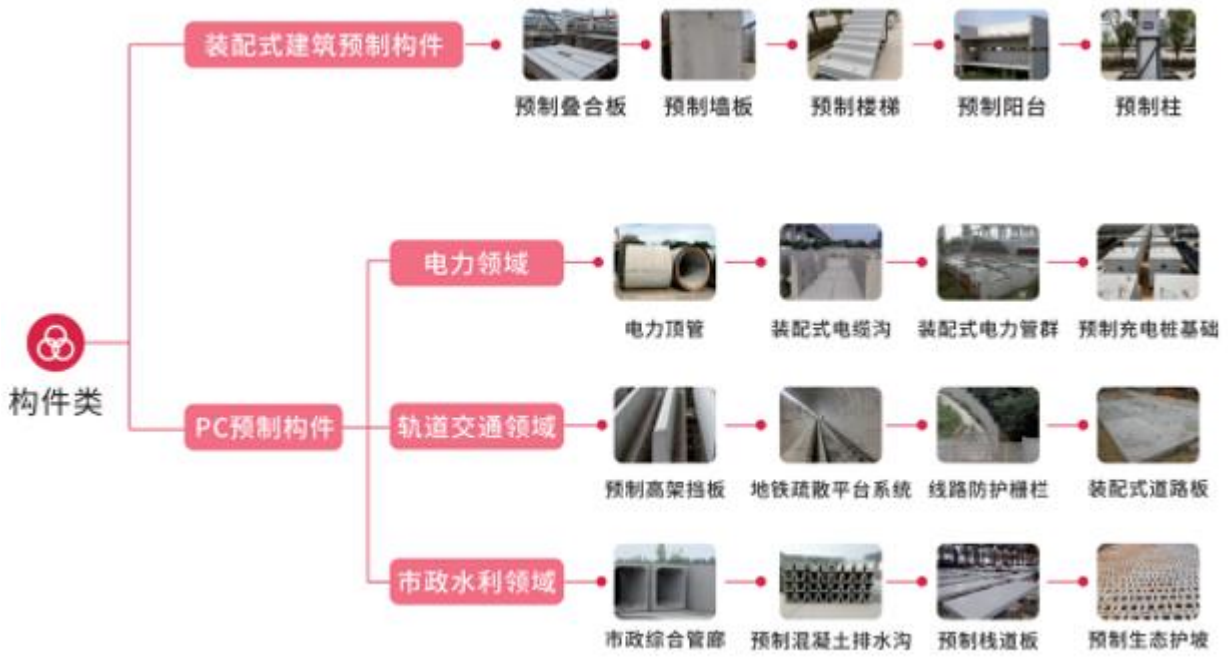 装配式建筑预制构件
预制叠合板
预制墙板
预制楼梯
预制阳台
预制柱
构件类
PC预制构件
电力领域
电力顶管
装配式电缆沟
装配式电力管群
预制充电桩基础
轨道交通领域
预制高架挡板
地铁疏散平台系统
线路防护栅栏
装配式道路板
市政水利领域
市政综合管廊
预制混凝土排水沟
预制栈道板
预制生态护坡